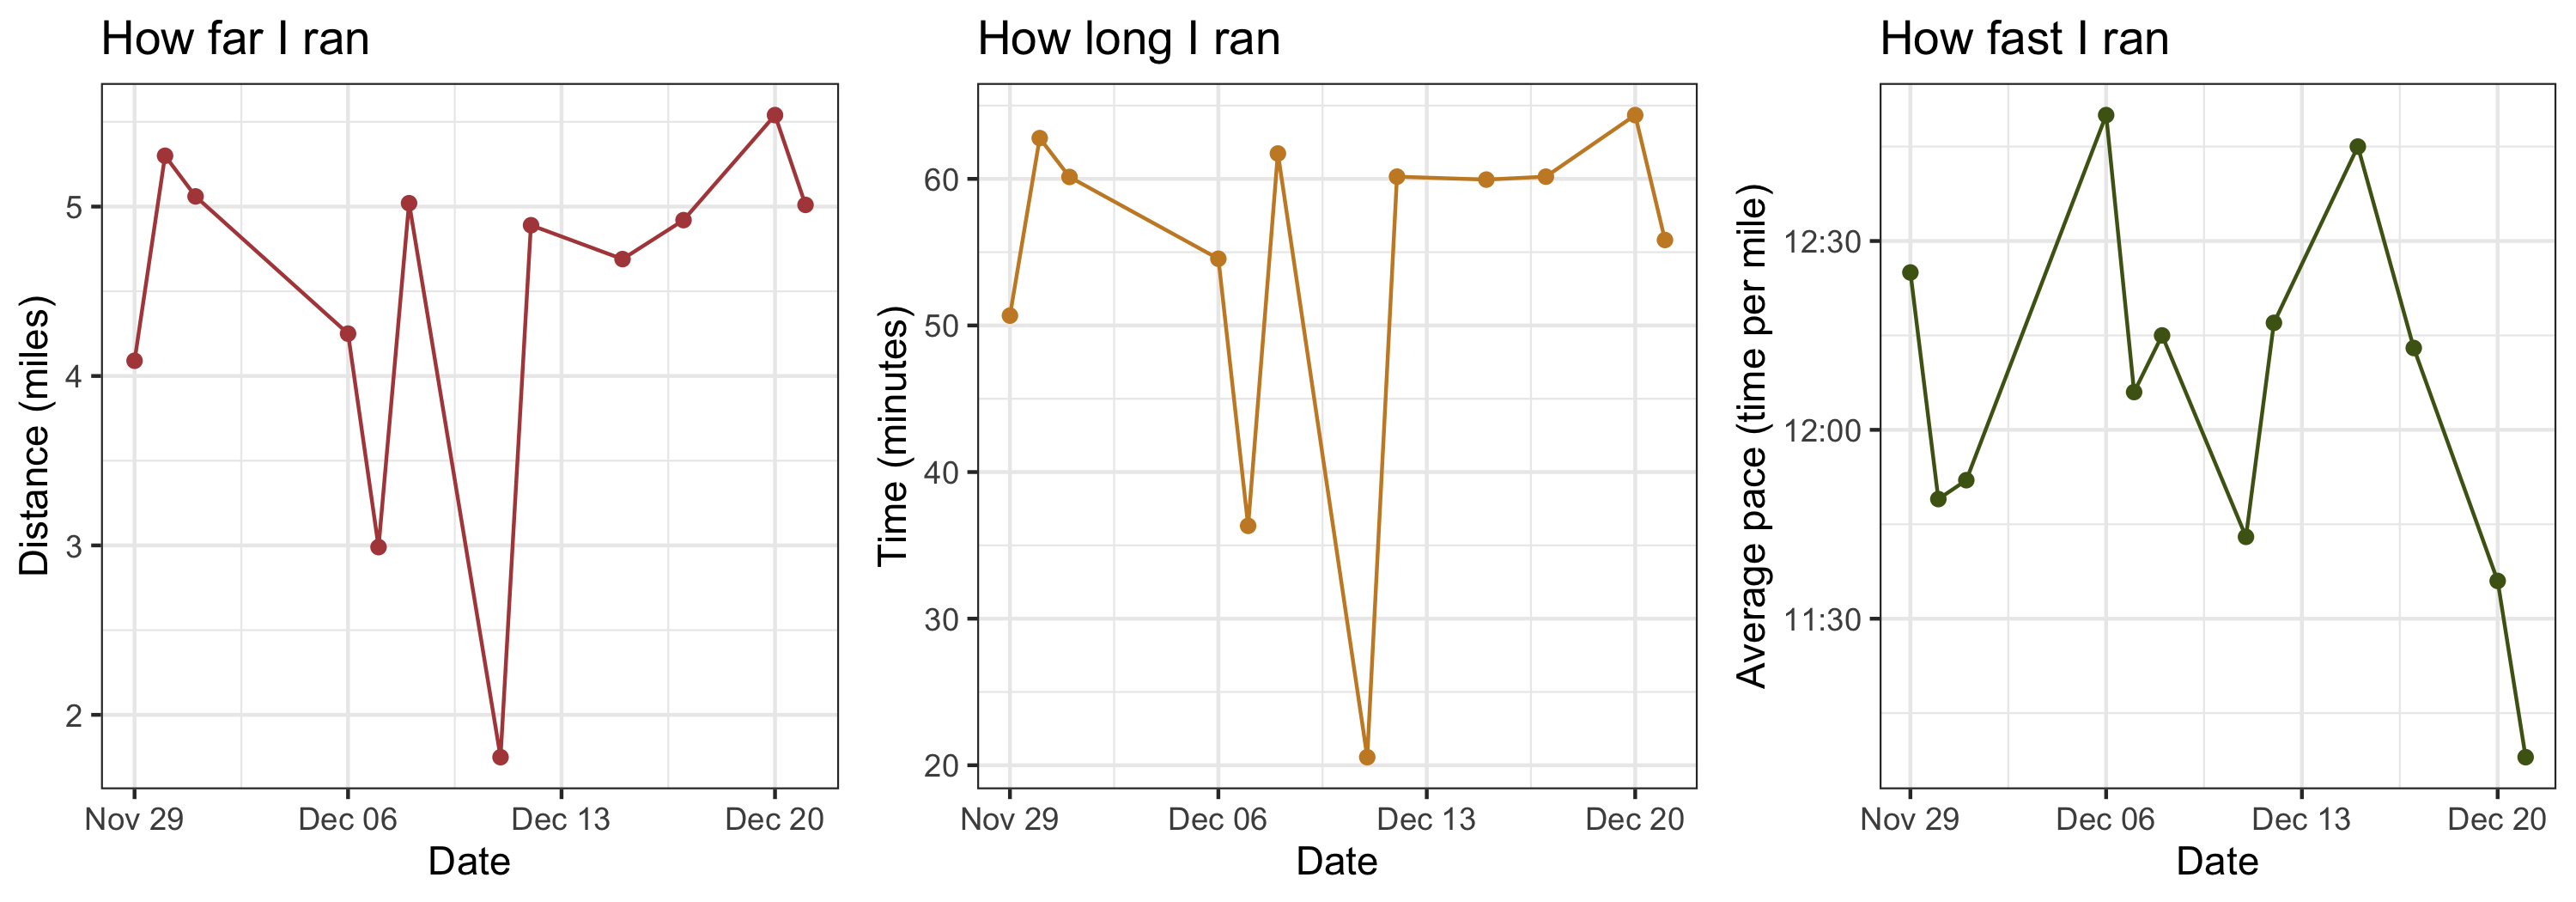 How far I ran
Distance (miles)
5
4
3
2
Nov 29 Dec 06 Dec 13 Dec 20
Date
How long I ran
Time (minutes)
60
50
40
30
20
Nov 29 Dec 06 Dec 13 Dec 20
Date
How fast I ran
Average pace (time per mile)
12:30
12:00
11:30
Nov 29 Dec 06 Dec 13 Dec 20
Date